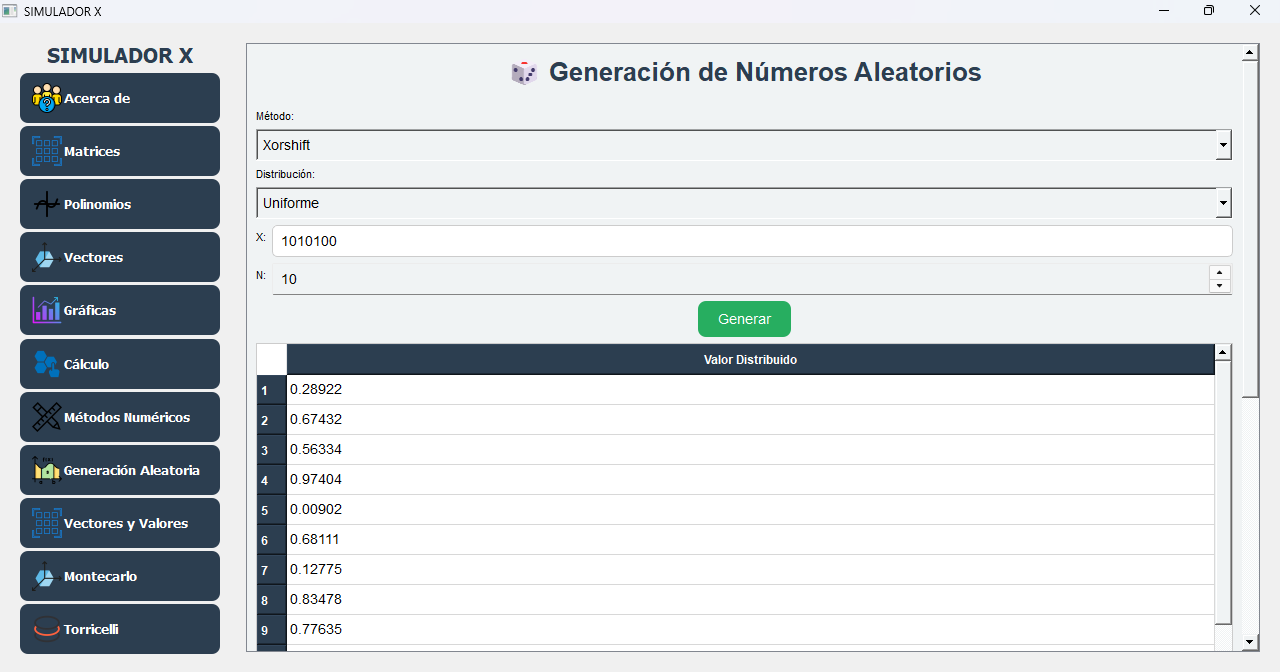 SIMULADOR X
SIMULADOR X
Acerca de
Matrices
Polinomios
Vectores
Gráficas
Cálculo
Métodos Numéricos
Generación Aleatoria
Vectores y Valores
Montecarlo
Torricelli
Generación de Números Aleatorios
Método:
Xorshift
Distribución:
Uniforme
X: 1010100
N: 10
Generar
Valor Distribuido
1 0.28922
2 0.67432
3 0.56334
4 0.97404
5 0.00902
6 0.68111
7 0.12775
8 0.83478
9 0.77635